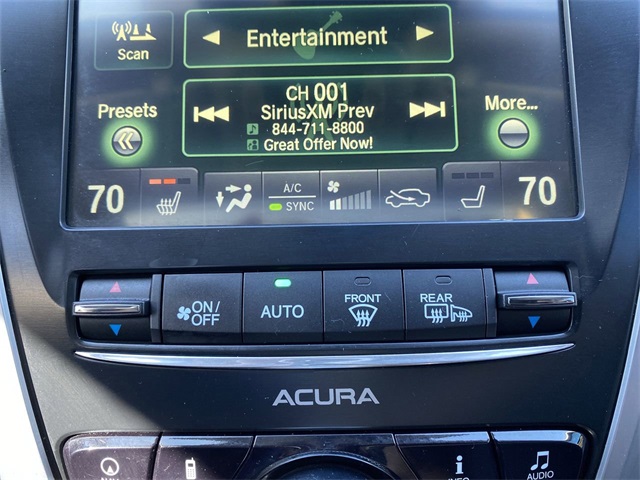 Scan
Entertainment
CH 001
SiriusXM Prev
844-711-8800
Great Offer Now!
Presets
More...
70
A/C
SYNC
70
ON/
OFF
AUTO
FRONT
REAR
ACURA
INFO
AUDIO